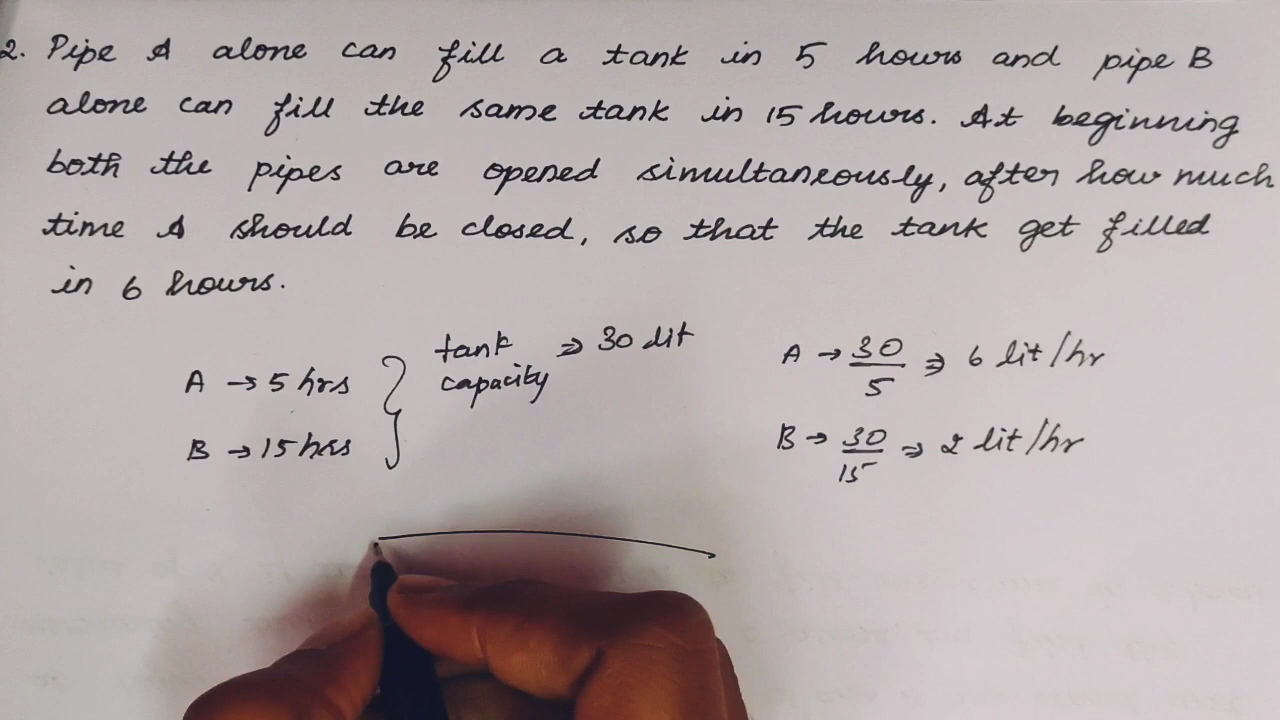 2. Pipe A alone can fill a tank in 5 hours and pipe B
alone can fill the same tank in 15 hours. At beginning
both the pipes are opened simultaneously, after how much
time A should be closed, so that the tank get filled
in 6 hours.
A → 5 hrs
B → 15 hrs
tank
capacity ⇒ 30 lit
A → 30/5 ⇒ 6 lit/hr
B → 30/15 ⇒ 2 lit/hr